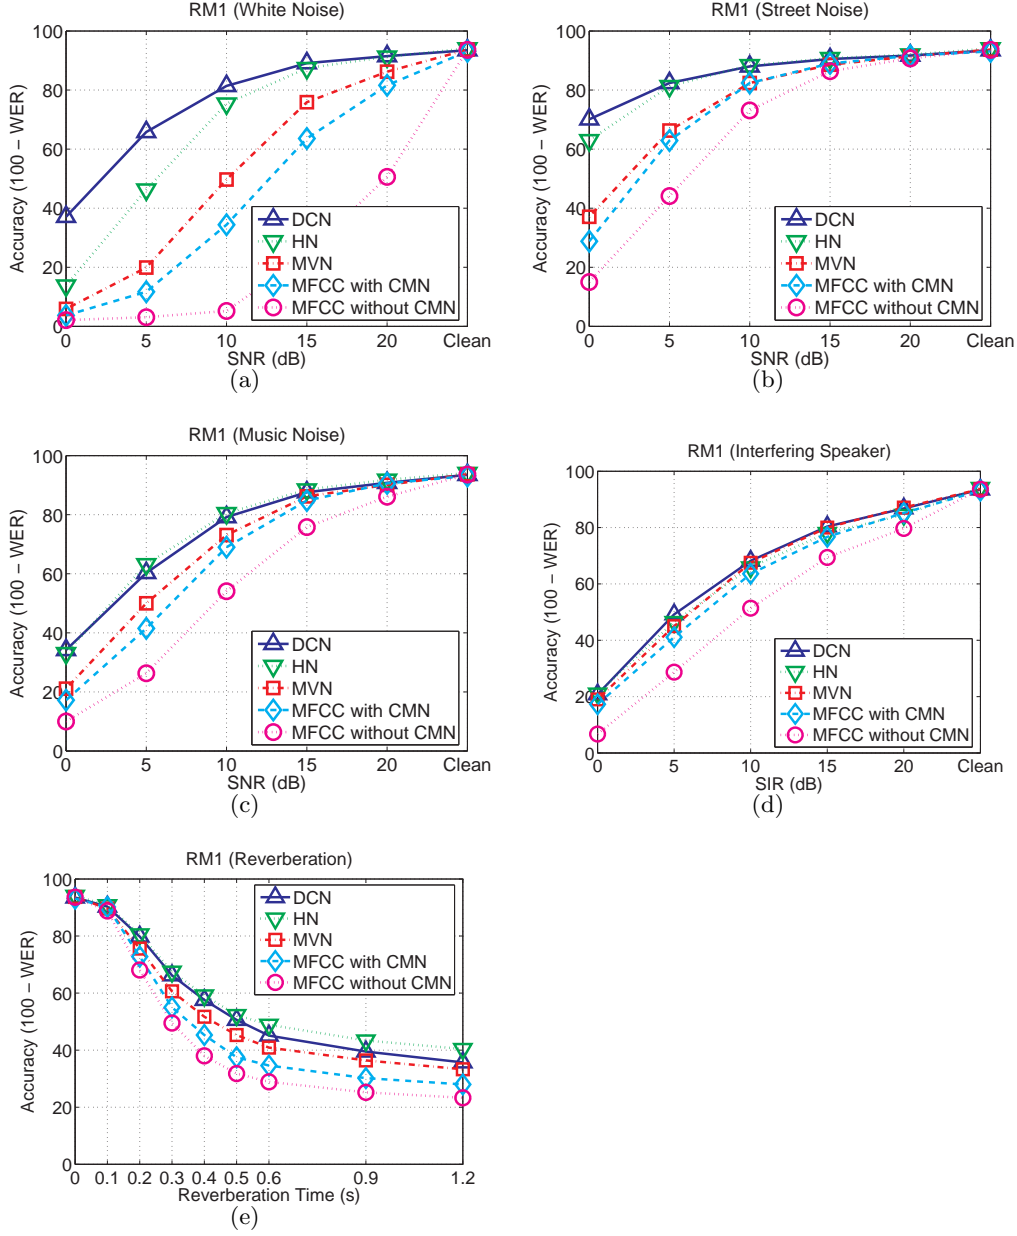 RM1 (White Noise)
Accuracy (100 − WER)
100
80
60
40
20
0
DCN
HN
MVN
MFCC with CMN
MFCC without CMN
0 5 10 15 20 Clean
SNR (dB)
(a)
RM1 (Street Noise)
Accuracy (100 − WER)
100
80
60
40
20
0
DCN
HN
MVN
MFCC with CMN
MFCC without CMN
0 5 10 15 20 Clean
SNR (dB)
(b)
RM1 (Music Noise)
Accuracy (100 − WER)
100
80
60
40
20
0
DCN
HN
MVN
MFCC with CMN
MFCC without CMN
0 5 10 15 20 Clean
SNR (dB)
(c)
RM1 (Interfering Speaker)
Accuracy (100 − WER)
100
80
60
40
20
0
DCN
HN
MVN
MFCC with CMN
MFCC without CMN
0 5 10 15 20 Clean
SIR (dB)
(d)
RM1 (Reverberation)
Accuracy (100 − WER)
100
80
60
40
20
0
DCN
HN
MVN
MFCC with CMN
MFCC without CMN
0 0.1 0.2 0.3 0.4 0.5 0.6 0.9 1.2
Reverberation Time (s)
(e)